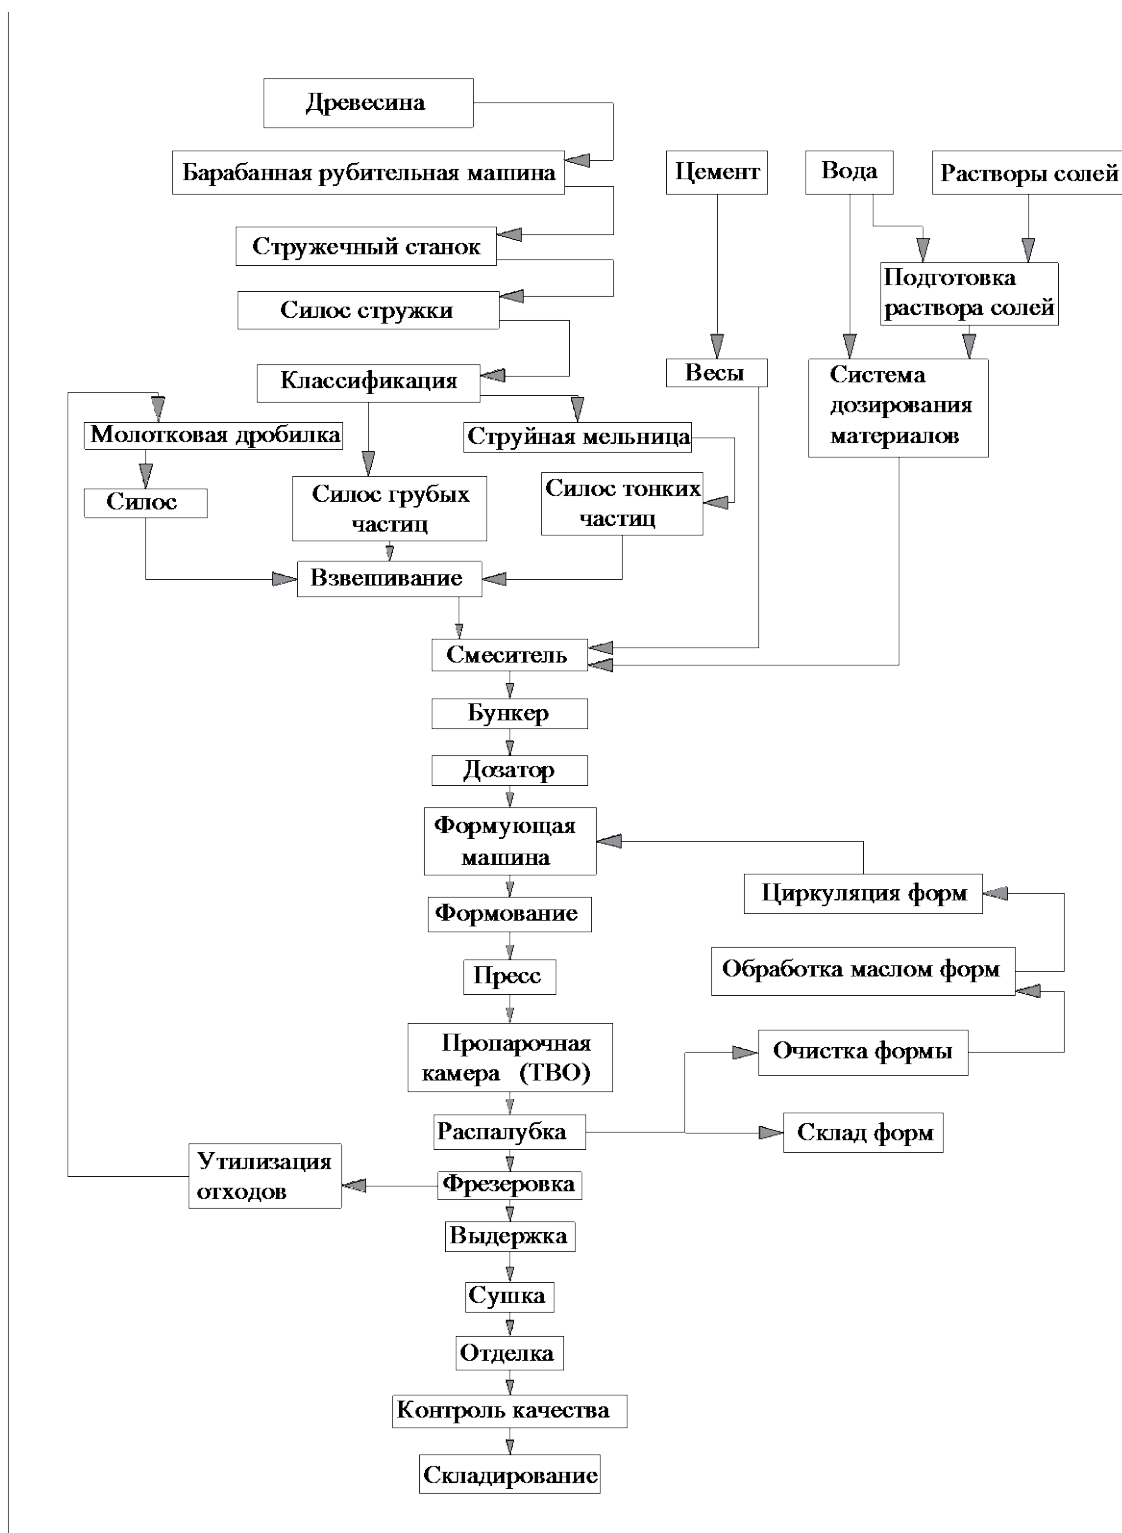 Древесина
Барабанная рубительная машина
Цемент
Вода
Растворы солей
Стружечный станок
Подготовка
раствора солей
Силос стружки
Классификация
Весы
Система
дозирования
материалов
Молотковая дробилка
Струйная мельница
Силос
Силос грубых
частиц
Силос тонких
частиц
Взвешивание
Смеситель
Бункер
Дозатор
Формующая
машина
Циркуляция форм
Формование
Обработка маслом форм
Пресс
Пропарочная
камера (ТВО)
Очистка формы
Распалубка
Склад форм
Утилизация
отходов
Фрезеровка
Выдержка
Сушка
Отделка
Контроль качества
Складирование